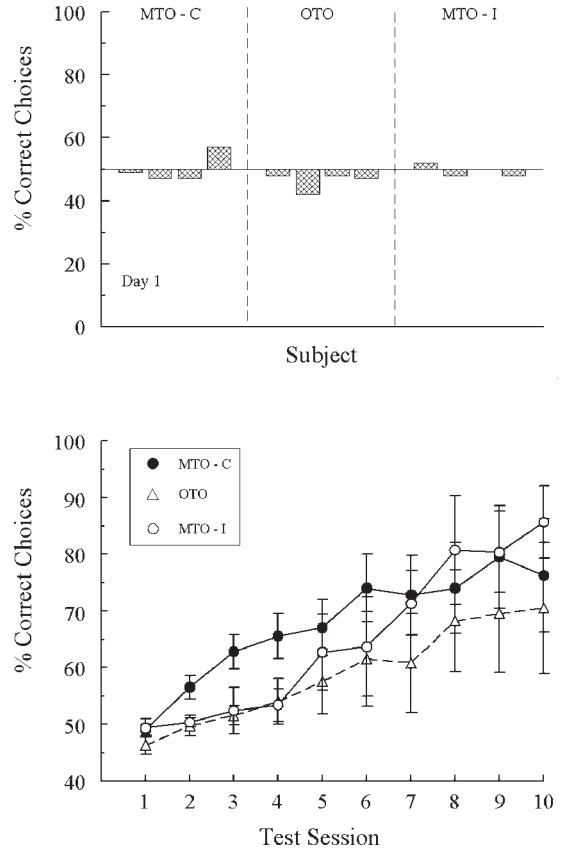 100
80
60
40
20
0
% Correct Choices
MTO - C OTO MTO - I
Day 1
Subject
100
90
80
70
60
50
40
% Correct Choices
MTO - C
OTO
MTO - I
1 2 3 4 5 6 7 8 9 10
Test Session